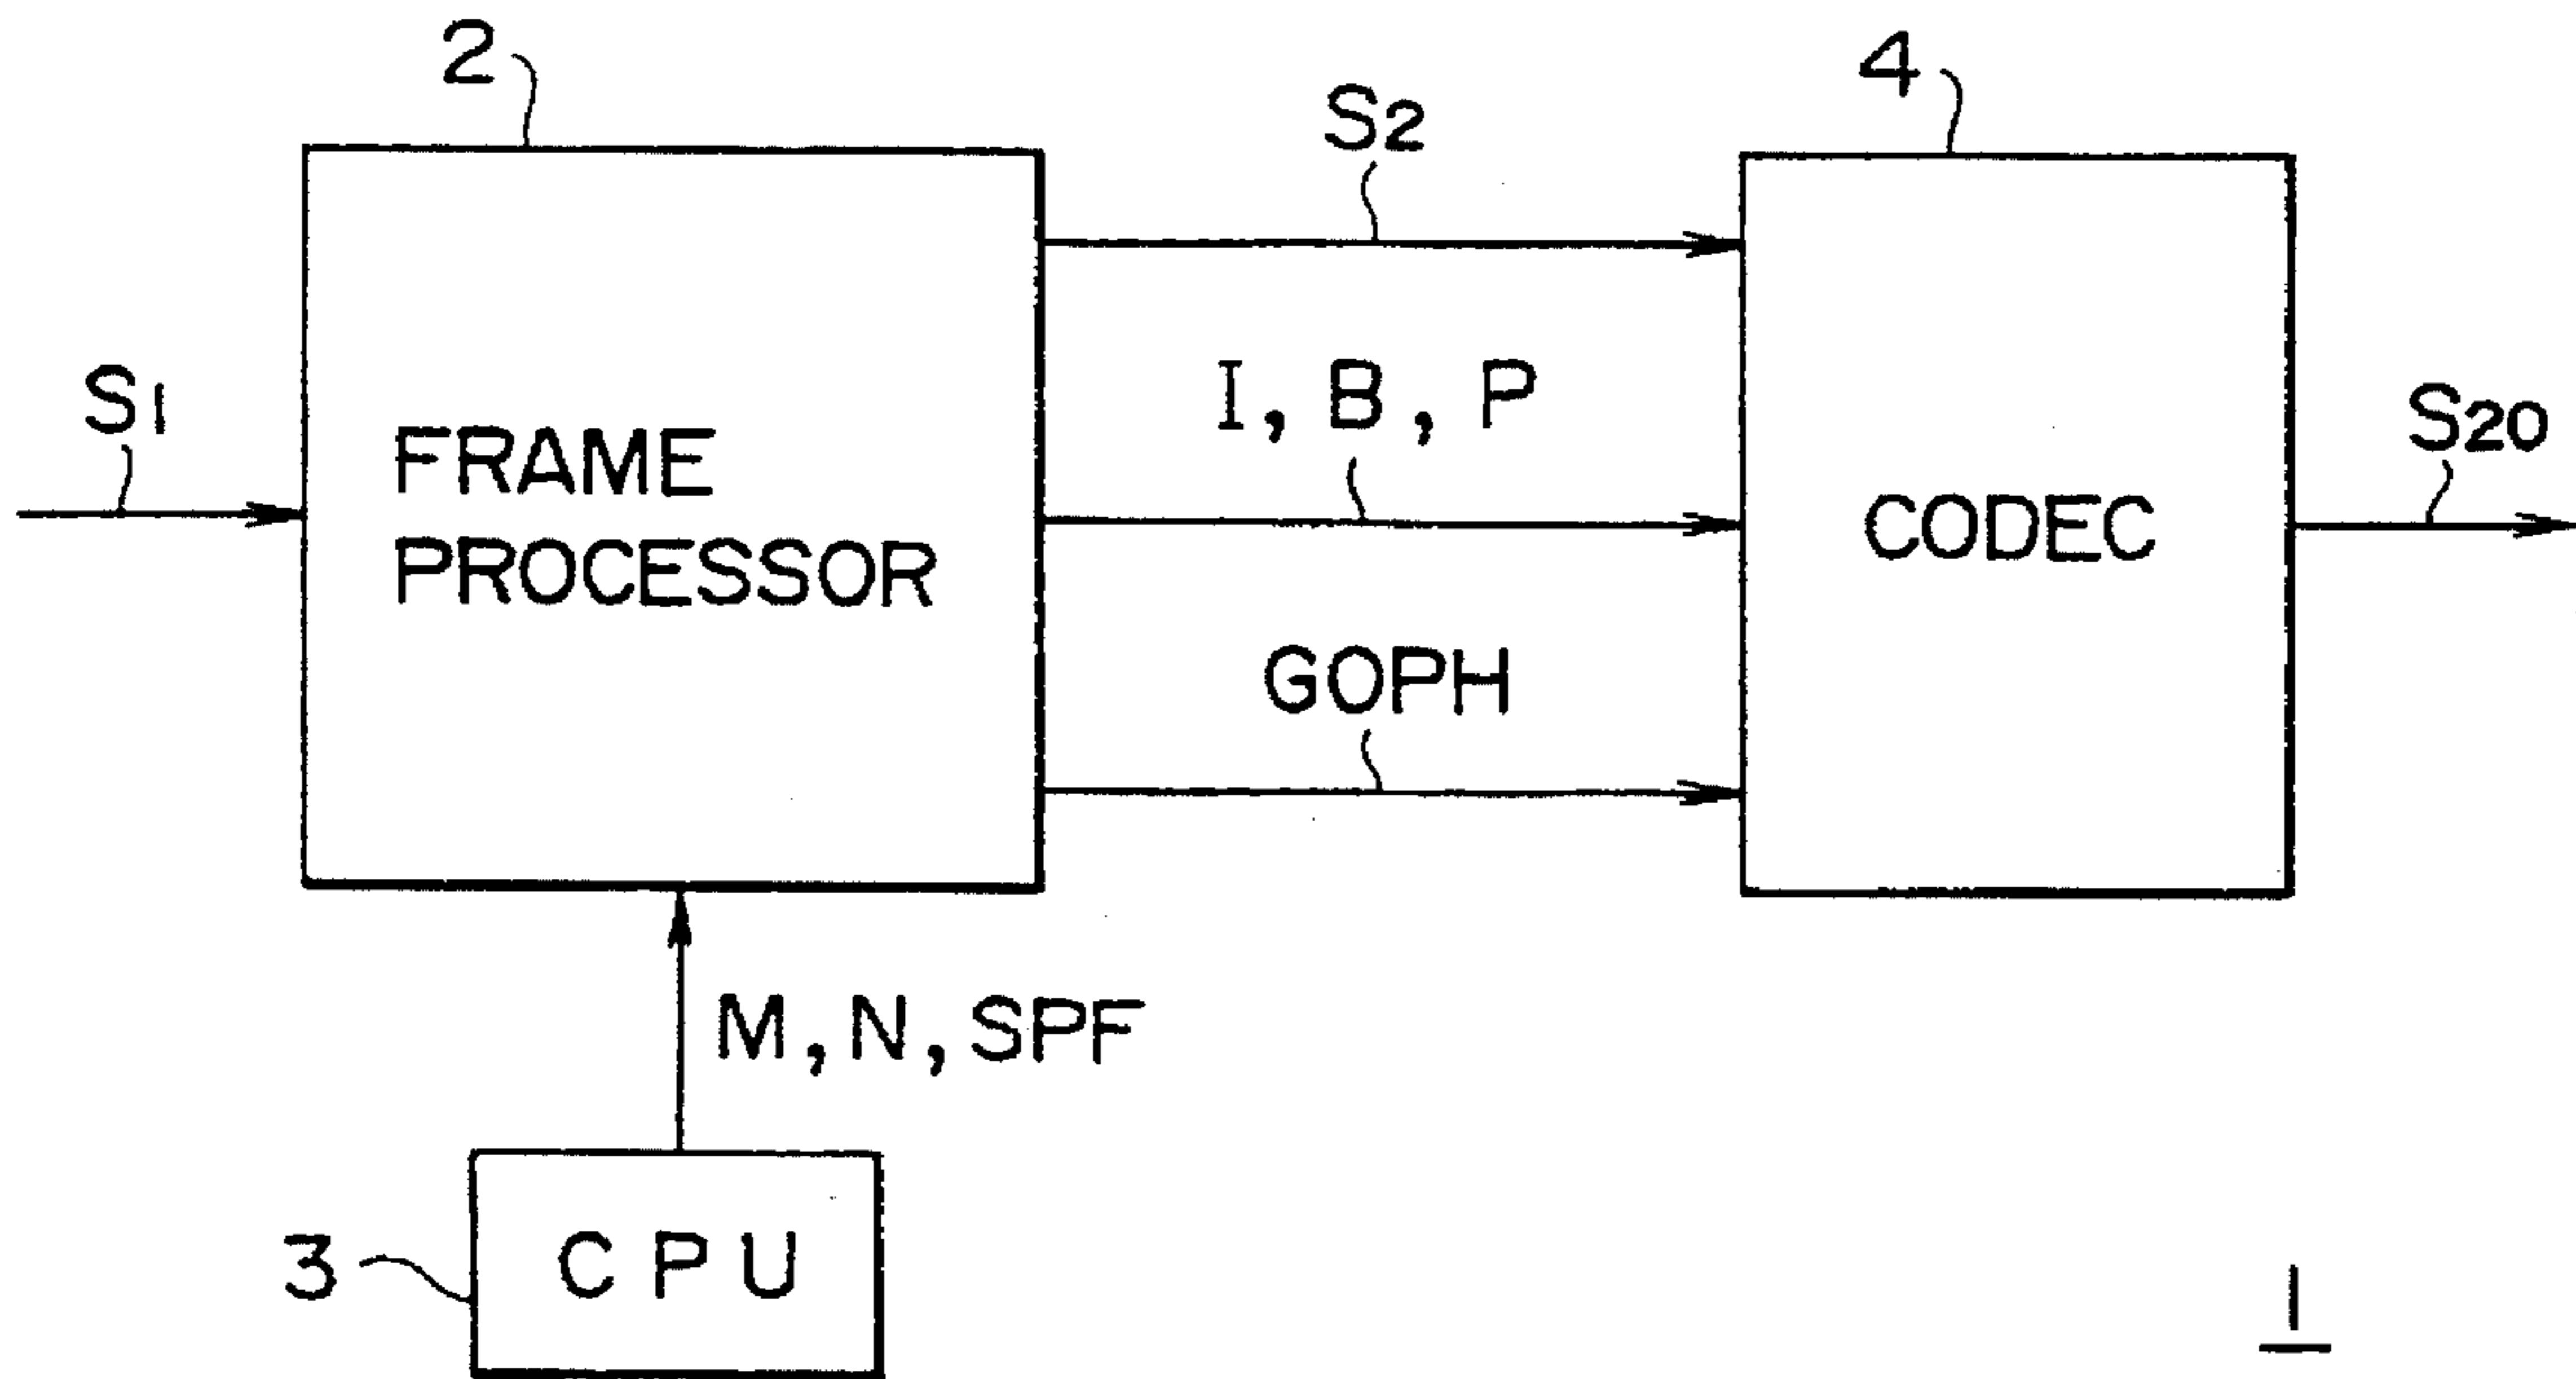 2
4
S2
S1
I, B, P
S20
FRAME
PROCESSOR
CODEC
GOPH
M, N, SPF
3
CPU
1